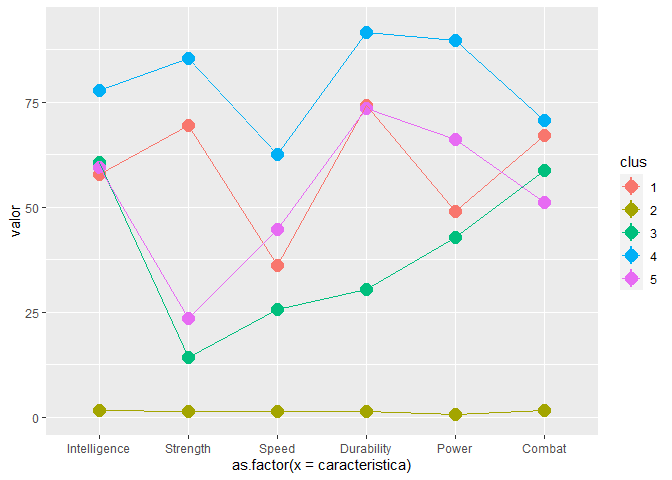 valor
75
50
25
0
Intelligence Strength Speed Durability Power Combat
as.factor(x = caracteristica)
clus
1
2
3
4
5